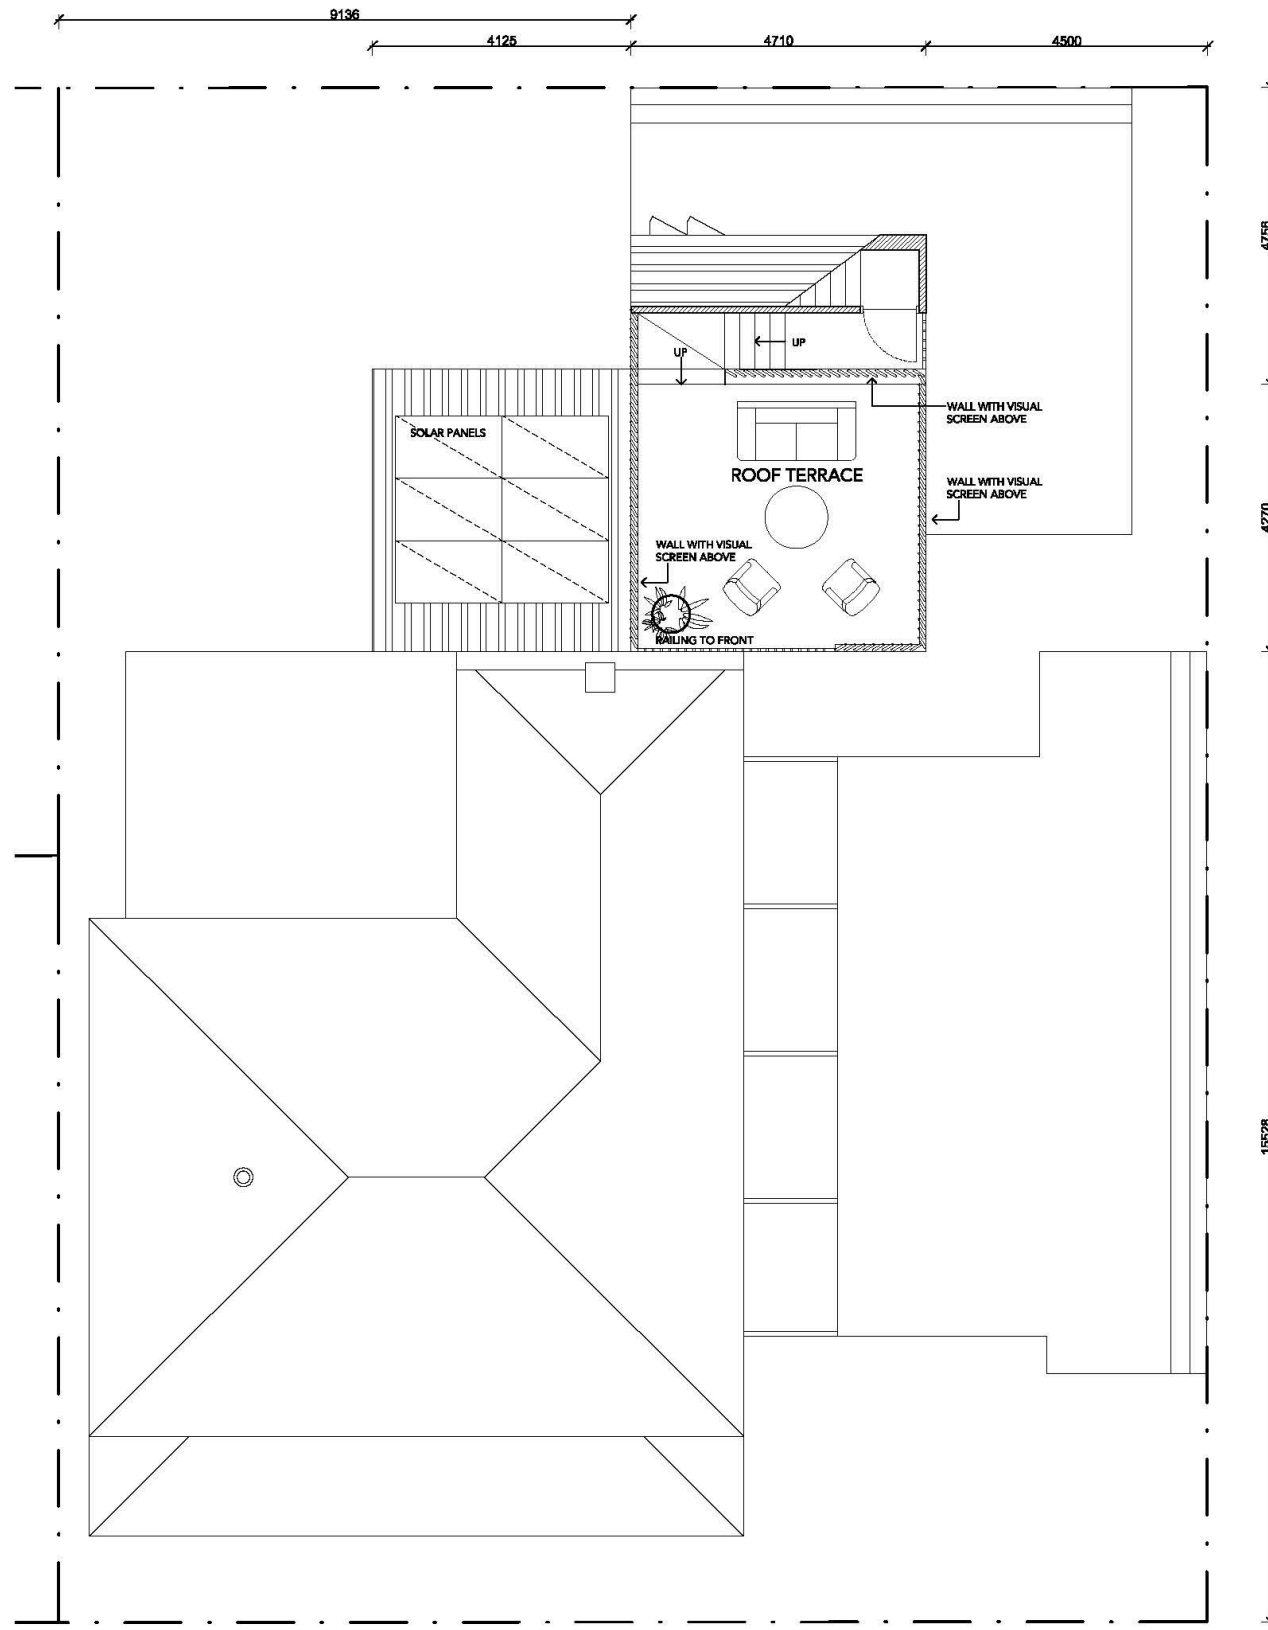 9136
4125
4710
4500
4756
UP
UP
WALL WITH VISUAL
SCREEN ABOVE
SOLAR PANELS
ROOF TERRACE
WALL WITH VISUAL
SCREEN ABOVE
4270
WALL WITH VISUAL
SCREEN ABOVE
RAILING TO FRONT
15528